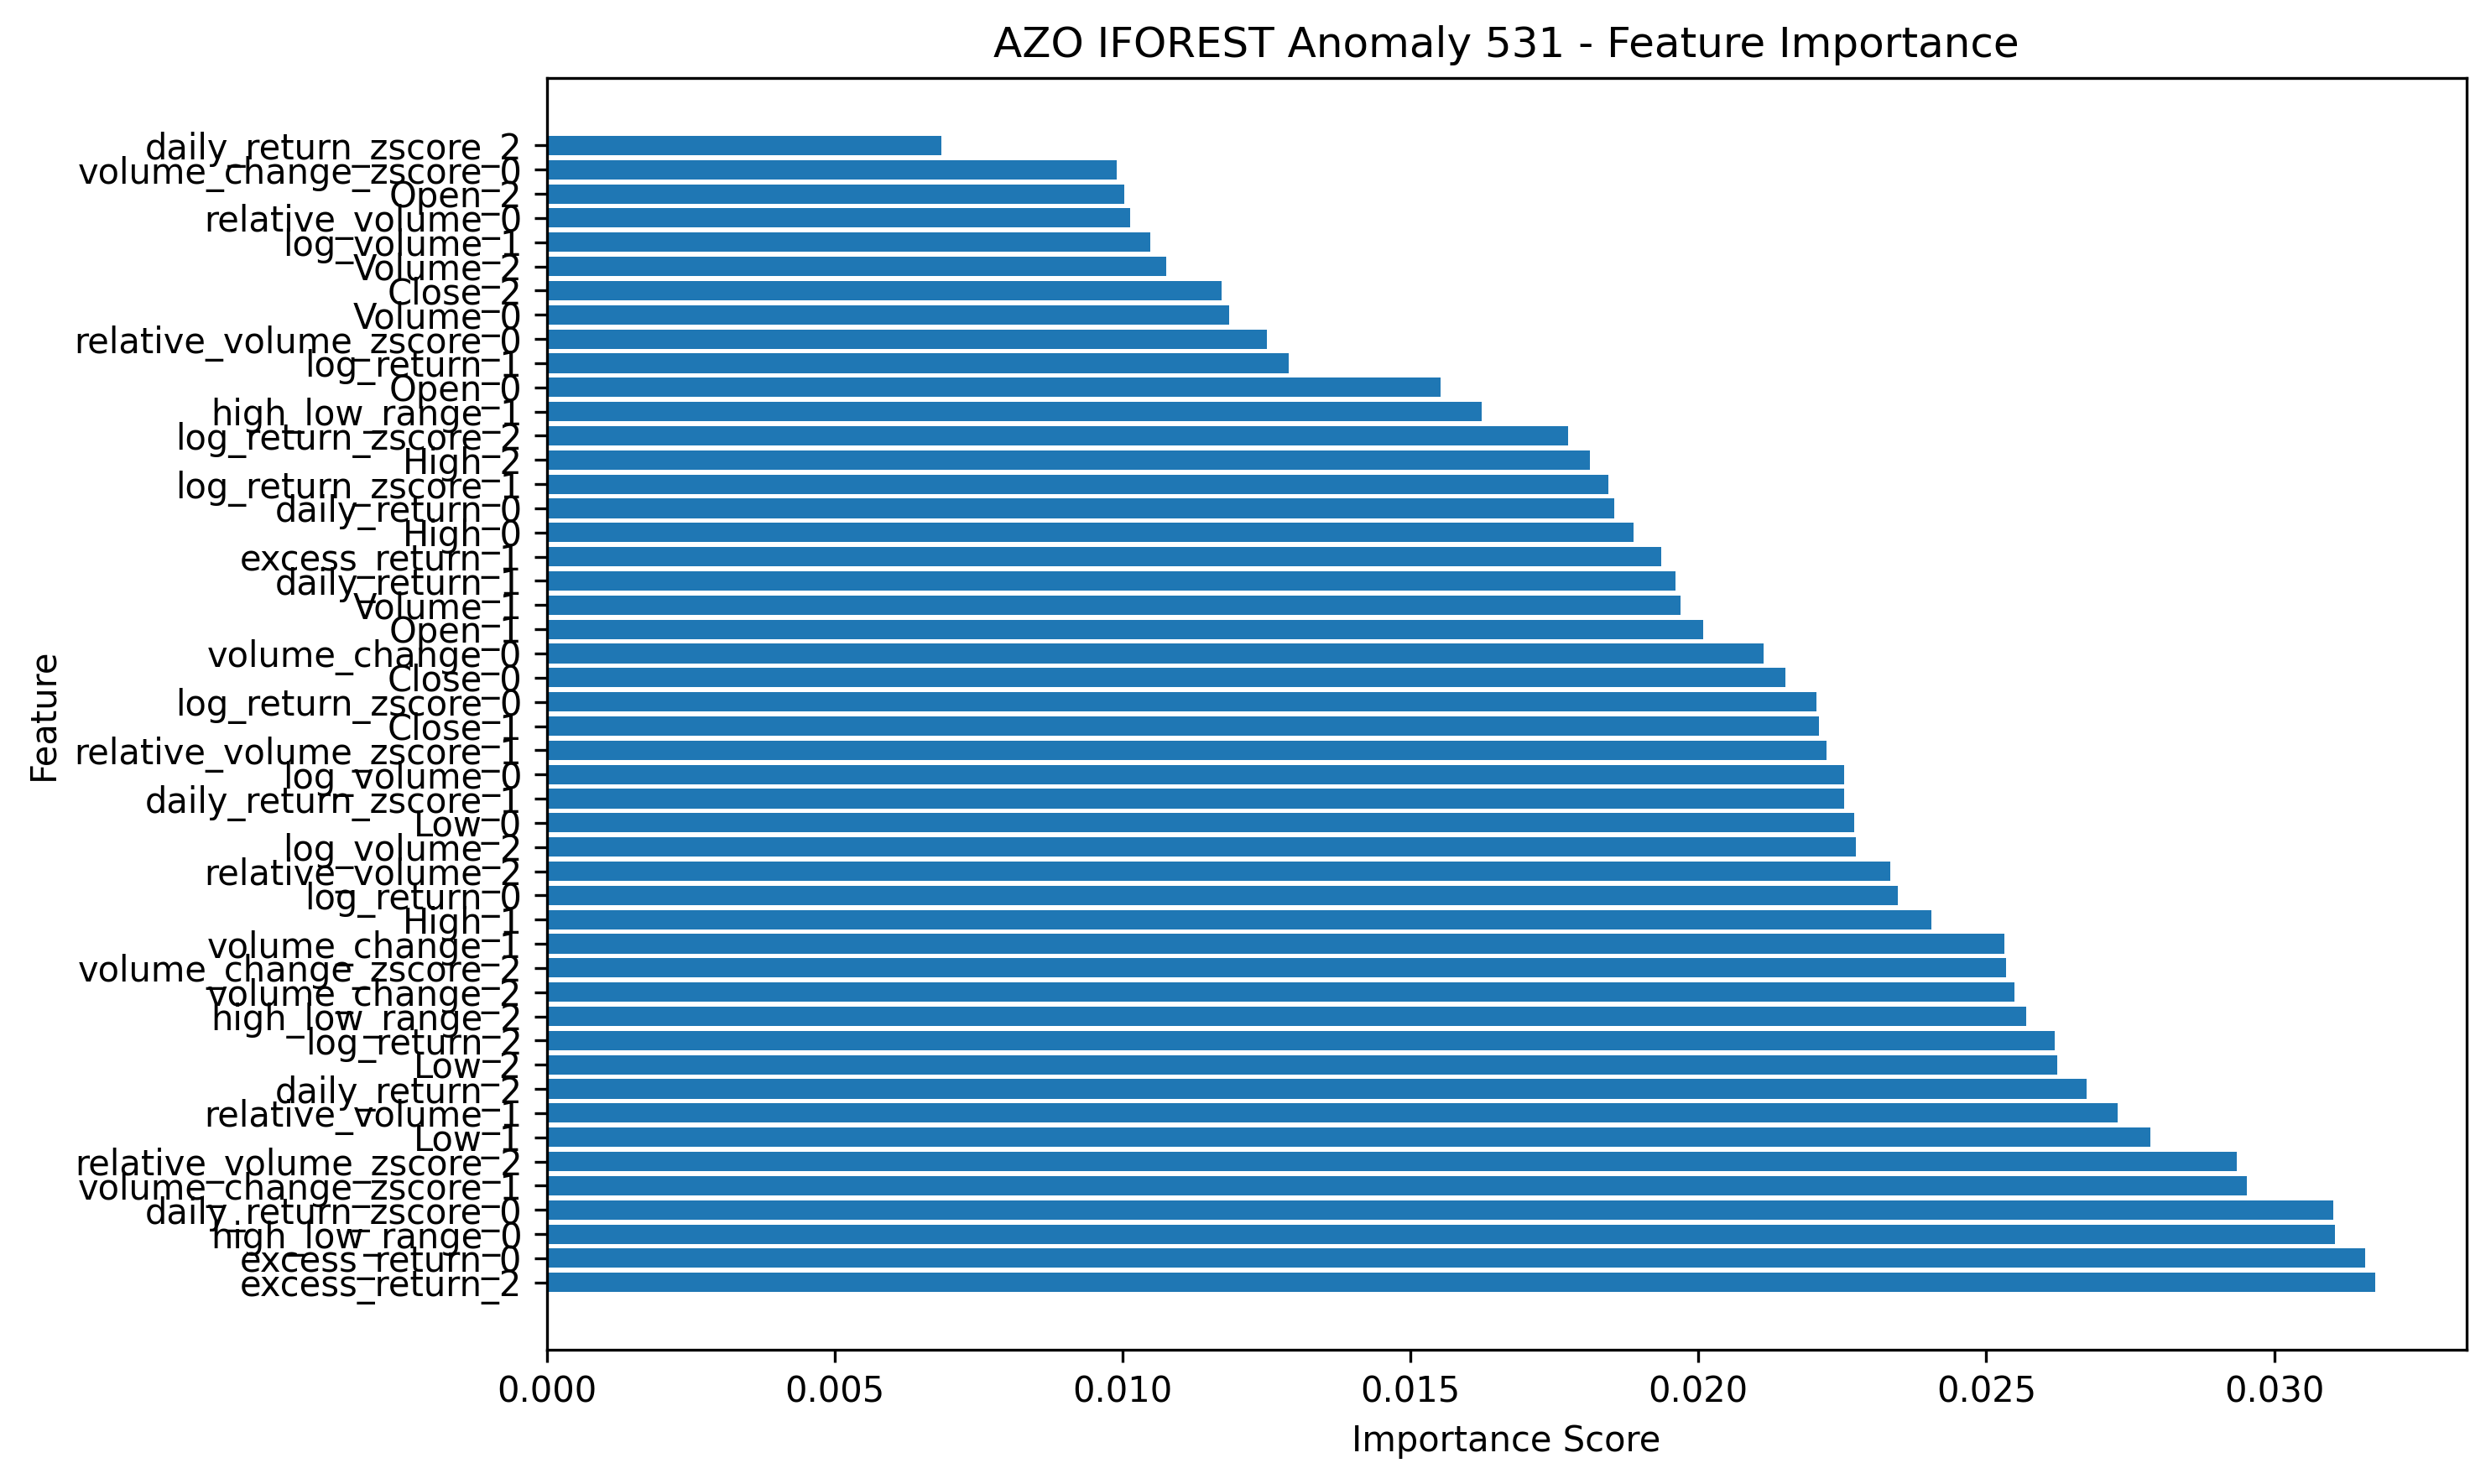 AZO IFOREST Anomaly 531 - Feature Importance
daily_return_zscore_2
volume_change_zscore_0
Open_2
relative_volume_0
log_volume_1
Volume_2
Close_2
Volume_0
relative_volume_zscore_0
log_return_1
Open_0
high_low_range_1
log_return_zscore_2
High_2
log_return_zscore_1
daily_return_0
High_0
excess_return_1
daily_return_1
Volume_1
Open_1
volume_change_0
Close_0
log_return_zscore_0
Close_1
relative_volume_zscore_1
log_volume_0
daily_return_zscore_1
Low_0
log_volume_2
relative_volume_2
log_return_0
High_1
volume_change_1
volume_change_zscore_2
volume_change_2
high_low_range_2
log_return_2
Low_2
daily_return_2
relative_volume_1
Low_1
relative_volume_zscore_2
volume_change_zscore_1
daily_return_zscore_0
high_low_range_0
excess_return_0
excess_return_2
Feature
0.000 0.005 0.010 0.015 0.020 0.025 0.030
Importance Score